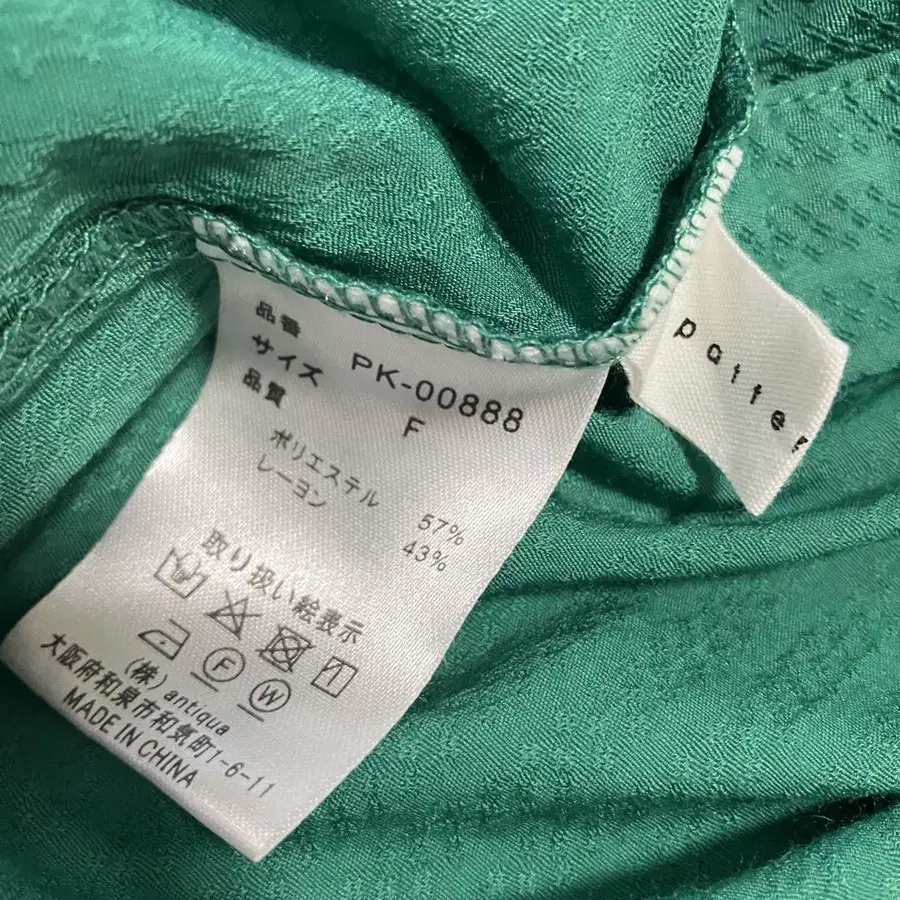 品番 PK-00888
サイズ F
品質
ポリエステル 57%
レーヨン 43%
取り扱い絵表示
F
W
(株) antiqua
大阪府和泉市和気町1-6-11
MADE IN CHINA
patter